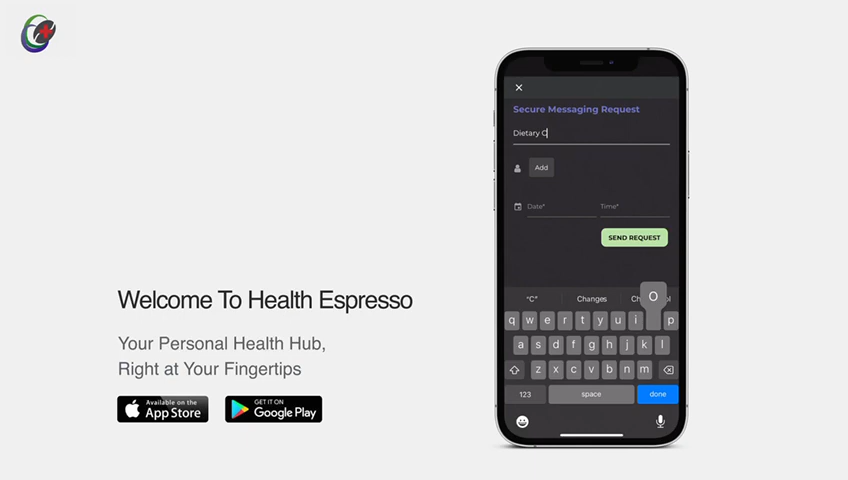 Secure Messaging Request
Dietary C
Add
Date* Time*
SEND REQUEST
Welcome To Health Espresso
Your Personal Health Hub,
Right at Your Fingertips
Available on the
App Store
GET IT ON
Google Play
"C" Changes
O
q w e r t y u i p
a s d f g h j k l
z x c v b n m
123 space done